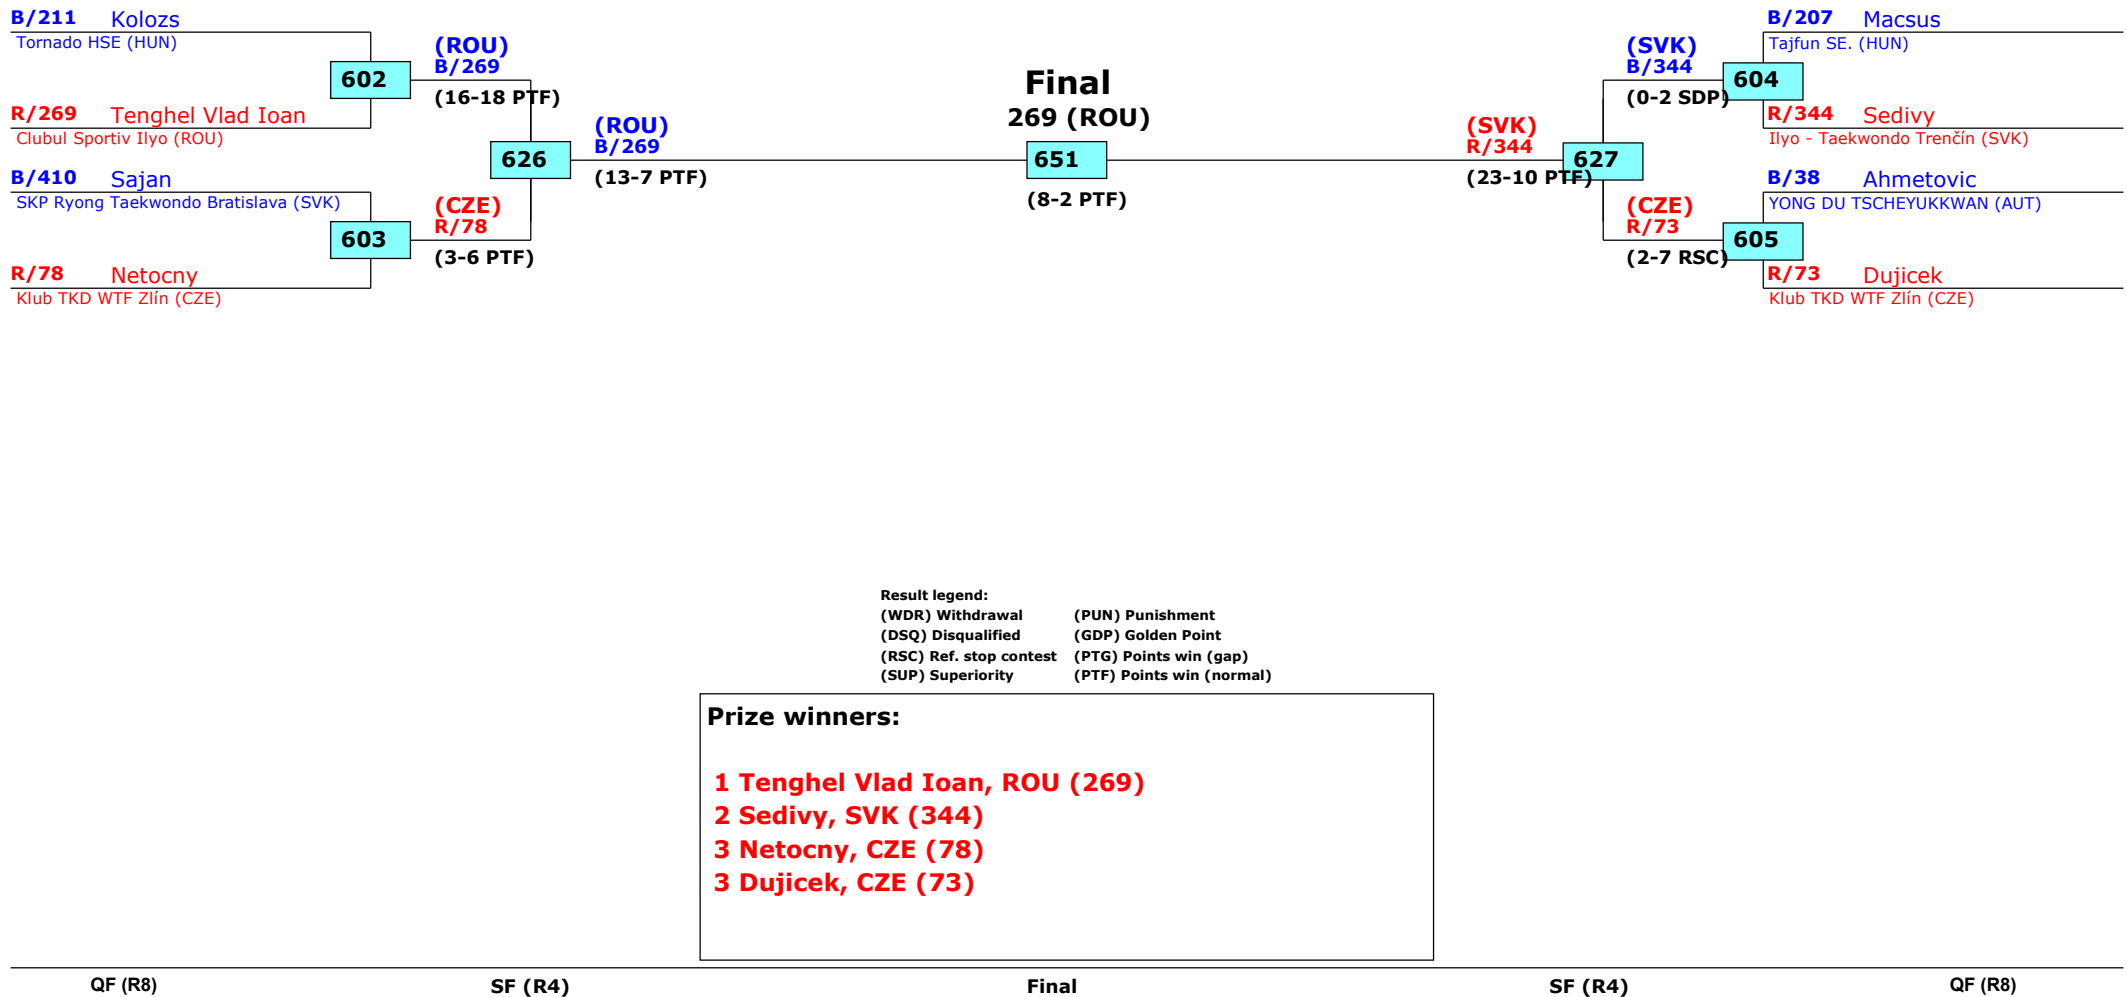 B/211 Kolozs
Tornado HSE (HUN)
602
R/269 Tenghel Vlad Ioan
Clubul Sportiv Ilyo (ROU)
B/410 Sajan
SKP Ryong Taekwondo Bratislava (SVK)
603
R/78 Netocny
Klub TKD WTF Zlín (CZE)
(ROU)
B/269
(16-18 PTF)
626
(CZE)
R/78
(3-6 PTF)
(ROU)
B/269
(13-7 PTF)
Final
269 (ROU)
651
(8-2 PTF)
(SVK)
R/344
(23-10 PTF)
627
(SVK)
B/344
(0-2 SDP)
(CZE)
R/73
(2-7 RSC)
B/207 Macsus
Tajfun SE. (HUN)
604
R/344 Sedivy
Ilyo - Taekwondo Trenčín (SVK)
B/38 Ahmetovic
YONG DU TSCHEYUKKWAN (AUT)
605
R/73 Dujicek
Klub TKD WTF Zlín (CZE)
Result legend:
(WDR) Withdrawal (PUN) Punishment
(DSQ) Disqualified (GDP) Golden Point
(RSC) Ref. stop contest (PTG) Points win (gap)
(SUP) Superiority (PTF) Points win (normal)
Prize winners:
1 Tenghel Vlad Ioan, ROU (269)
2 Sedivy, SVK (344)
3 Netocny, CZE (78)
3 Dujicek, CZE (73)
QF (R8) SF (R4) Final SF (R4) QF (R8)